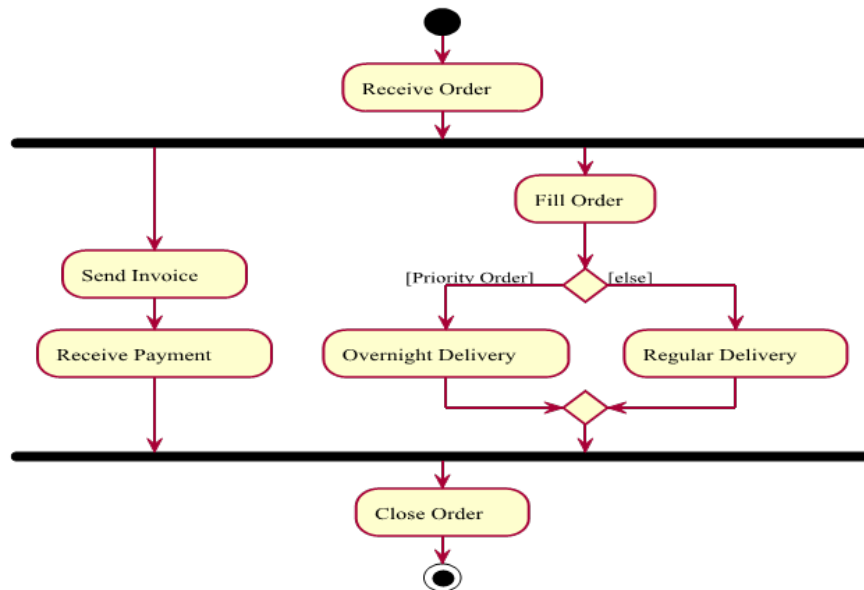 Receive Order
Fill Order
Send Invoice
[Priority Order]
[else]
Receive Payment
Overnight Delivery
Regular Delivery
Close Order